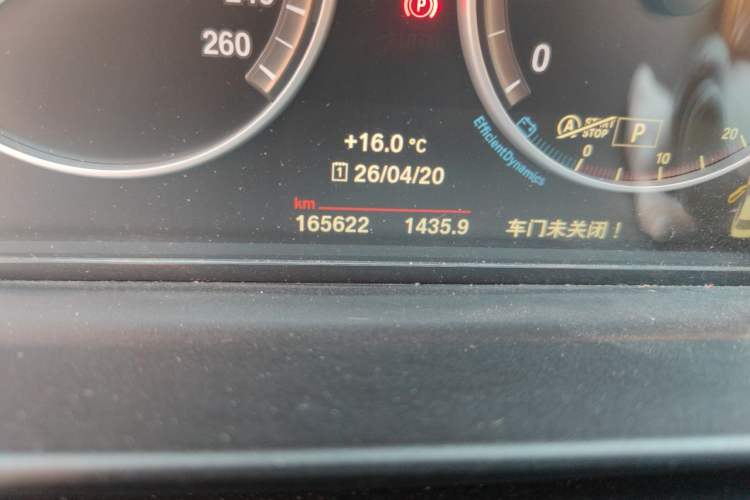 260
P
0
+16.0 °C
1 26/04/20
km
165622 1435.9
车门未关闭！
EfficientDynamics
A START STOP
P
0
10
20